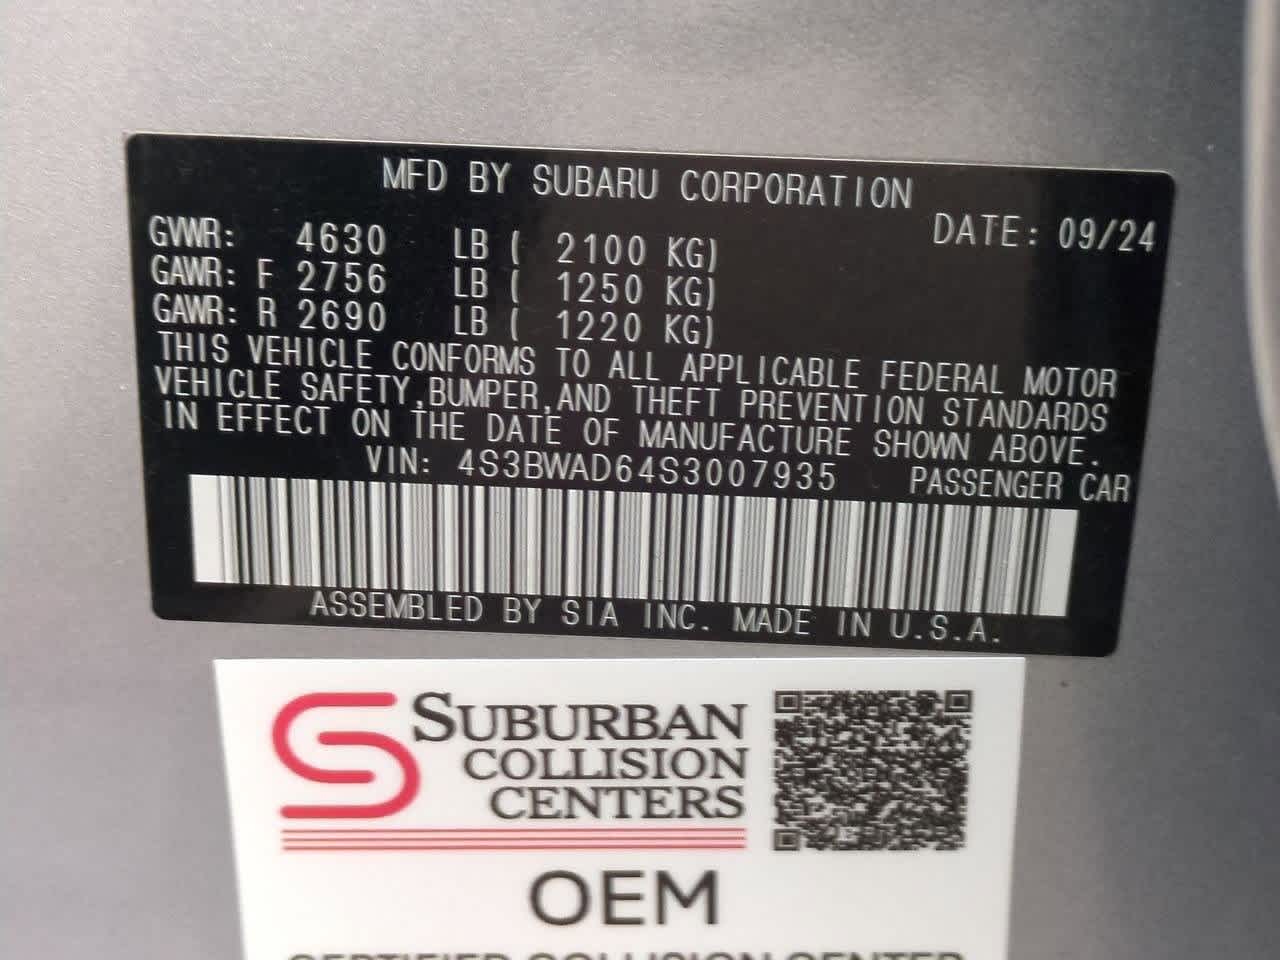 MFD BY SUBARU CORPORATION
DATE: 09/24
GVWR: 4630 LB ( 2100 KG)
GAWR: F 2756 LB ( 1250 KG)
GAWR: R 2690 LB ( 1220 KG)
THIS VEHICLE CONFORMS TO ALL APPLICABLE FEDERAL MOTOR
VEHICLE SAFETY,BUMPER,AND THEFT PREVENTION STANDARDS
IN EFFECT ON THE DATE OF MANUFACTURE SHOWN ABOVE.
VIN: 4S3BWAD64S3007935 PASSENGER CAR
ASSEMBLED BY SIA INC. MADE IN U.S.A.
SUBURBAN
COLLISION
CENTERS
OEM
CERTIFIED COLLISION CENTER